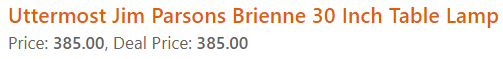 Uttermost Jim Parsons Brienne 30 Inch Table Lamp
Price: 385.00, Deal Price: 385.00